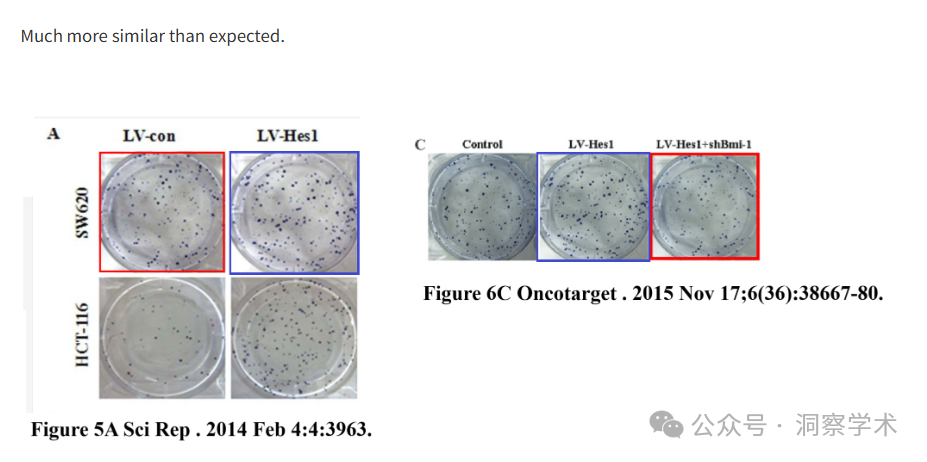 Much more similar than expected.
A
LV-con LV-Hes1
SW620
HCT-116
Figure 5A Sci Rep . 2014 Feb 4:4:3963.
C
Control LV-Hes1 LV-Hes1+shBmi-1
Figure 6C Oncotarget . 2015 Nov 17;6(36):38667-80.
公众号 · 洞察学术